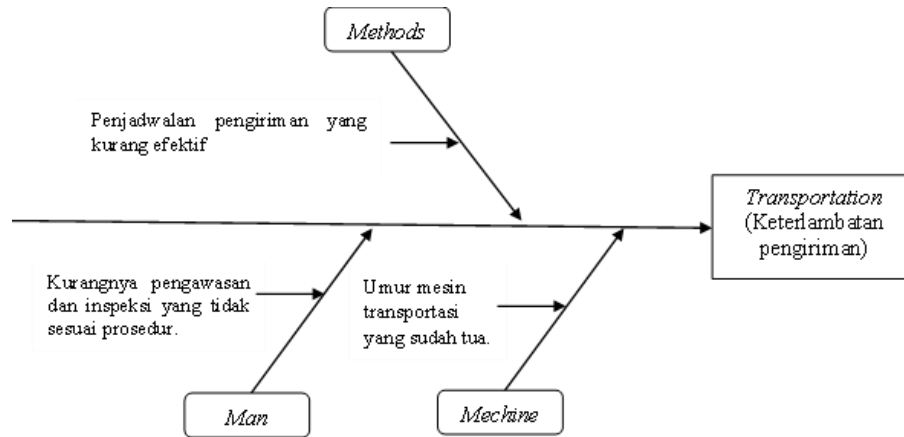 Methods
Penjadwalan pengiriman yang
kurang efektif
Transportation
(Keterlambatan
pengiriman)
Kurangnya pengawasan
dan inspeksi yang tidak
sesuai prosedur.
Umur mesin
transportasi
yang sudah tua.
Man
Mechine